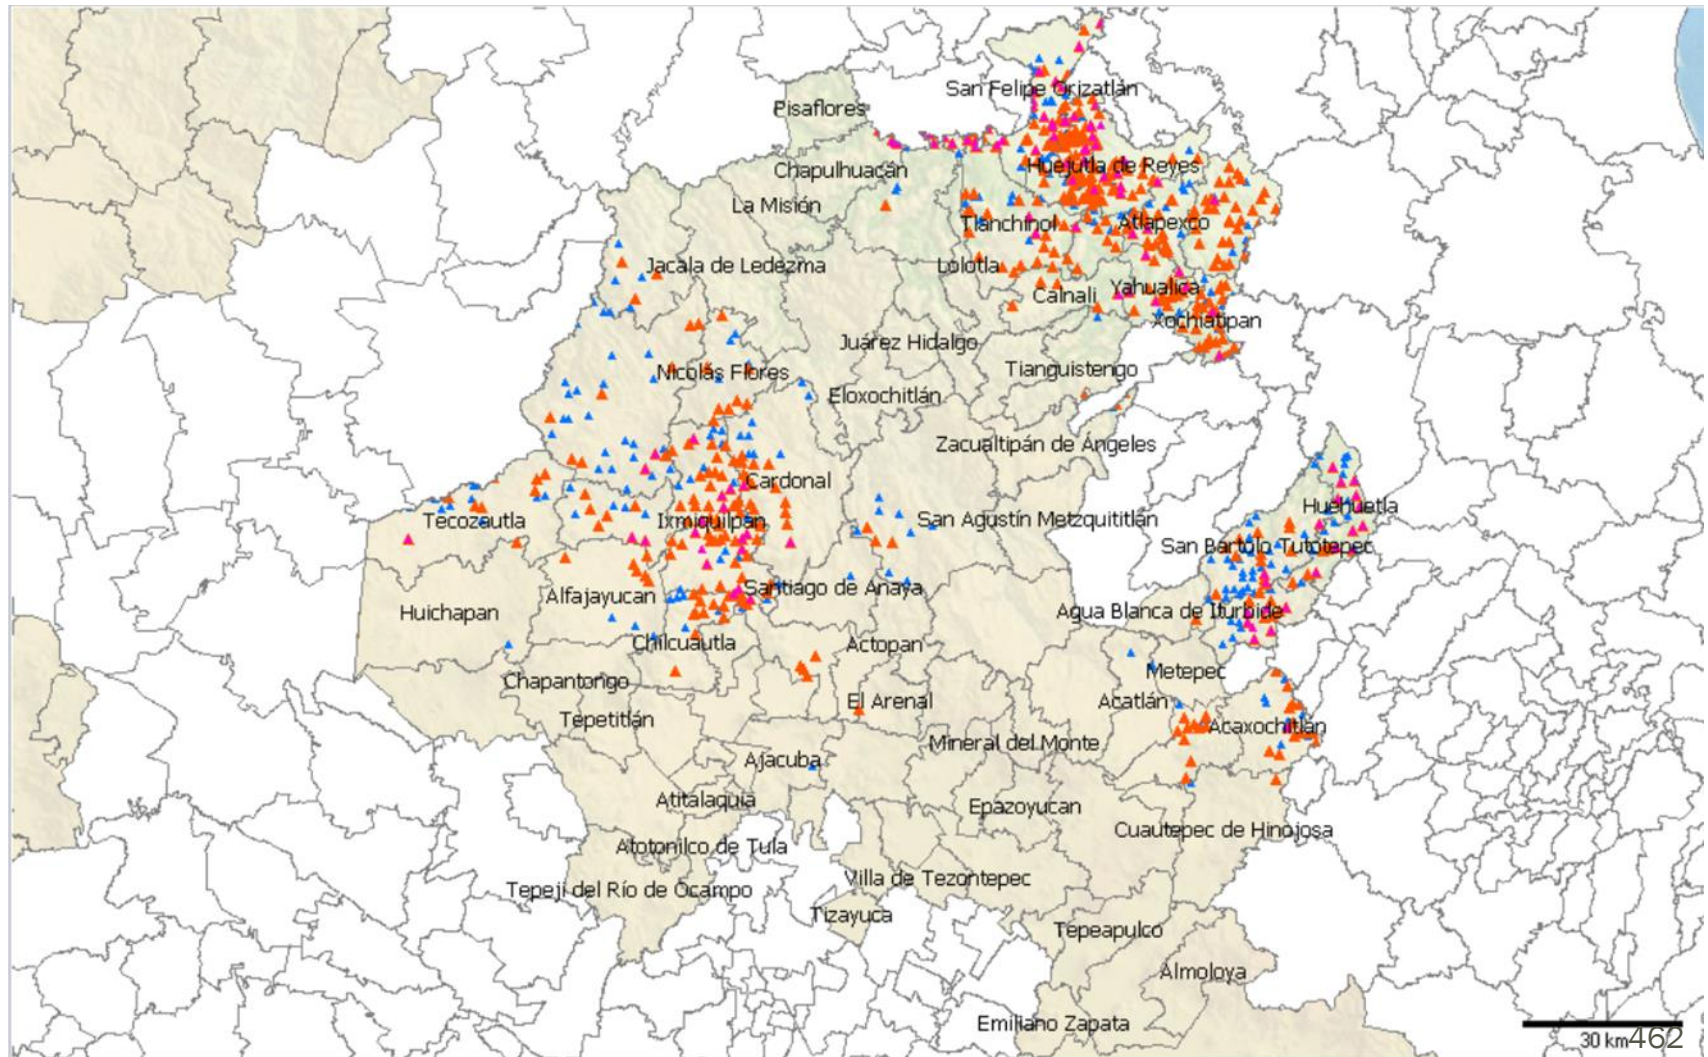 San Felipe Orizatlán
Pisaflores
Chapulhuacán
Huejutla de Reyes
La Misión
Tlanchinol
Atlapexco
Jacala de Ledezma
Lolotla
Calnali
Yahualica
Xochiatipan
Juárez Hidalgo
Nicolás Flores
Tianguistengo
Eloxochitlán
Zacualtipán de Ángeles
Cardonal
Huehuetla
Tecozautla
Ixmiquilpan
San Agustín Metzquititlán
San Bartolo Tutotepec
Santiago de Anaya
Alfajayucan
Huichapan
Agua Blanca de Iturbide
Chilcuautla
Actopan
Metepec
Chapantongo
El Arenal
Acatlán
Tepetitlán
Acaxochitlán
Mineral del Monte
Ajacuba
Atitalaquia
Epazoyucan
Cuautepec de Hinojosa
Atotonilco de Tula
Villa de Tezontepec
Tepeji del Río de Ocampo
Tizayuca
Tepeapulco
Almoloya
Emiliano Zapata
30 km
462